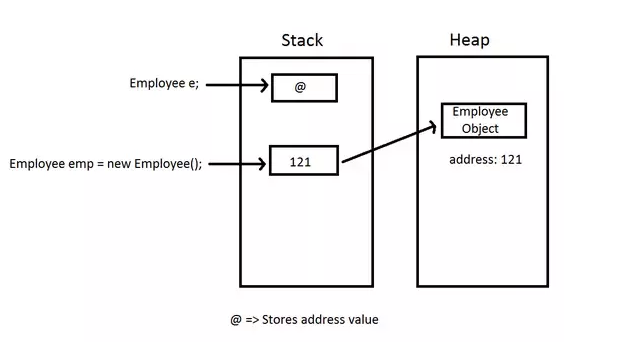 Stack
Heap
Employee e;
@
Employee
Object
Employee emp = new Employee();
121
address: 121
@ => Stores address value